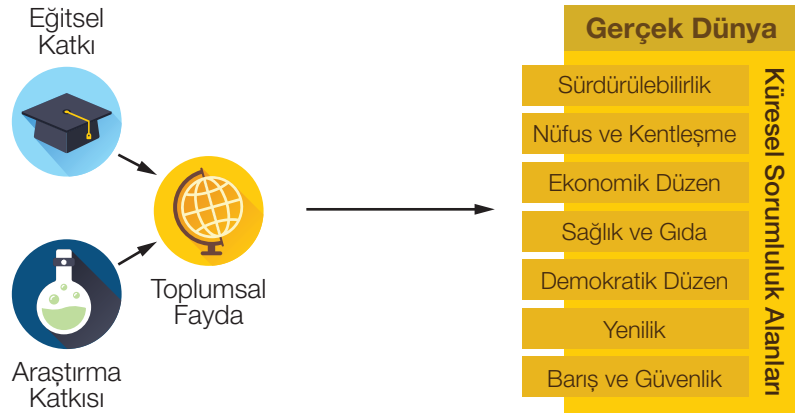 Eğitsel
Katkı
Araştırma
Katkısı
Toplumsal
Fayda
Gerçek Dünya
Sürdürülebilirlik
Nüfus ve Kentleşme
Ekonomik Düzen
Sağlık ve Gıda
Demokratik Düzen
Yenilik
Barış ve Güvenlik
Küresel Sorumluluk Alanları